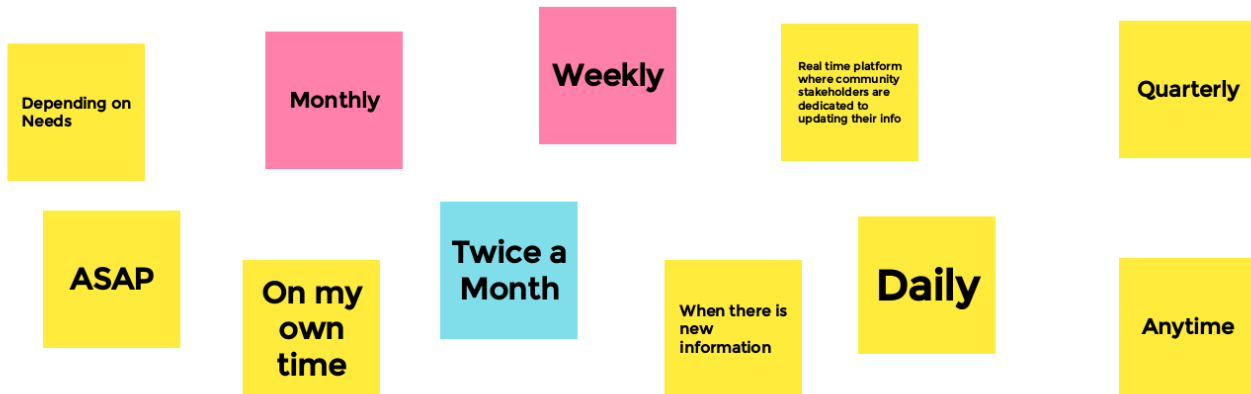 Depending on
Needs
Monthly
Weekly
Real time platform
where community
stakeholders are
dedicated to
updating their info
Quarterly
ASAP
On my
own
time
Twice a
Month
When there is
new
information
Daily
Anytime